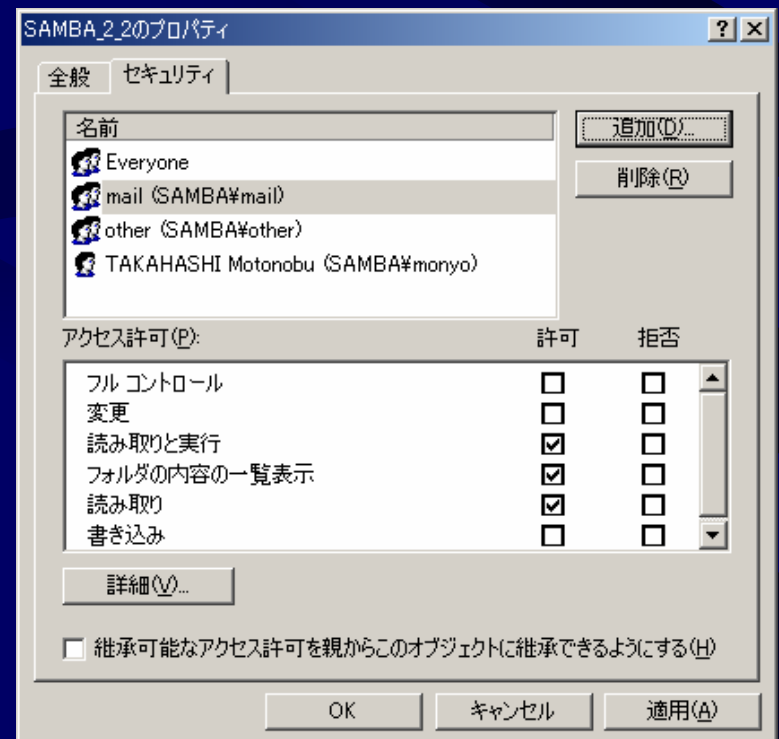 SAMBA_2_2のプロパティ
全般 セキュリティ
名前
追加(D)...
Everyone
削除(R)
mail (SAMBA¥mail)
other (SAMBA¥other)
TAKAHASHI Motonobu (SAMBA¥monyo)
アクセス許可(P): 許可 拒否
フル コントロール
変更
読み取りと実行
フォルダの内容の一覧表示
読み取り
書き込み
詳細(V)...
継承可能なアクセス許可を親からこのオブジェクトに継承できるようにする(H)
OK キャンセル 適用(A)